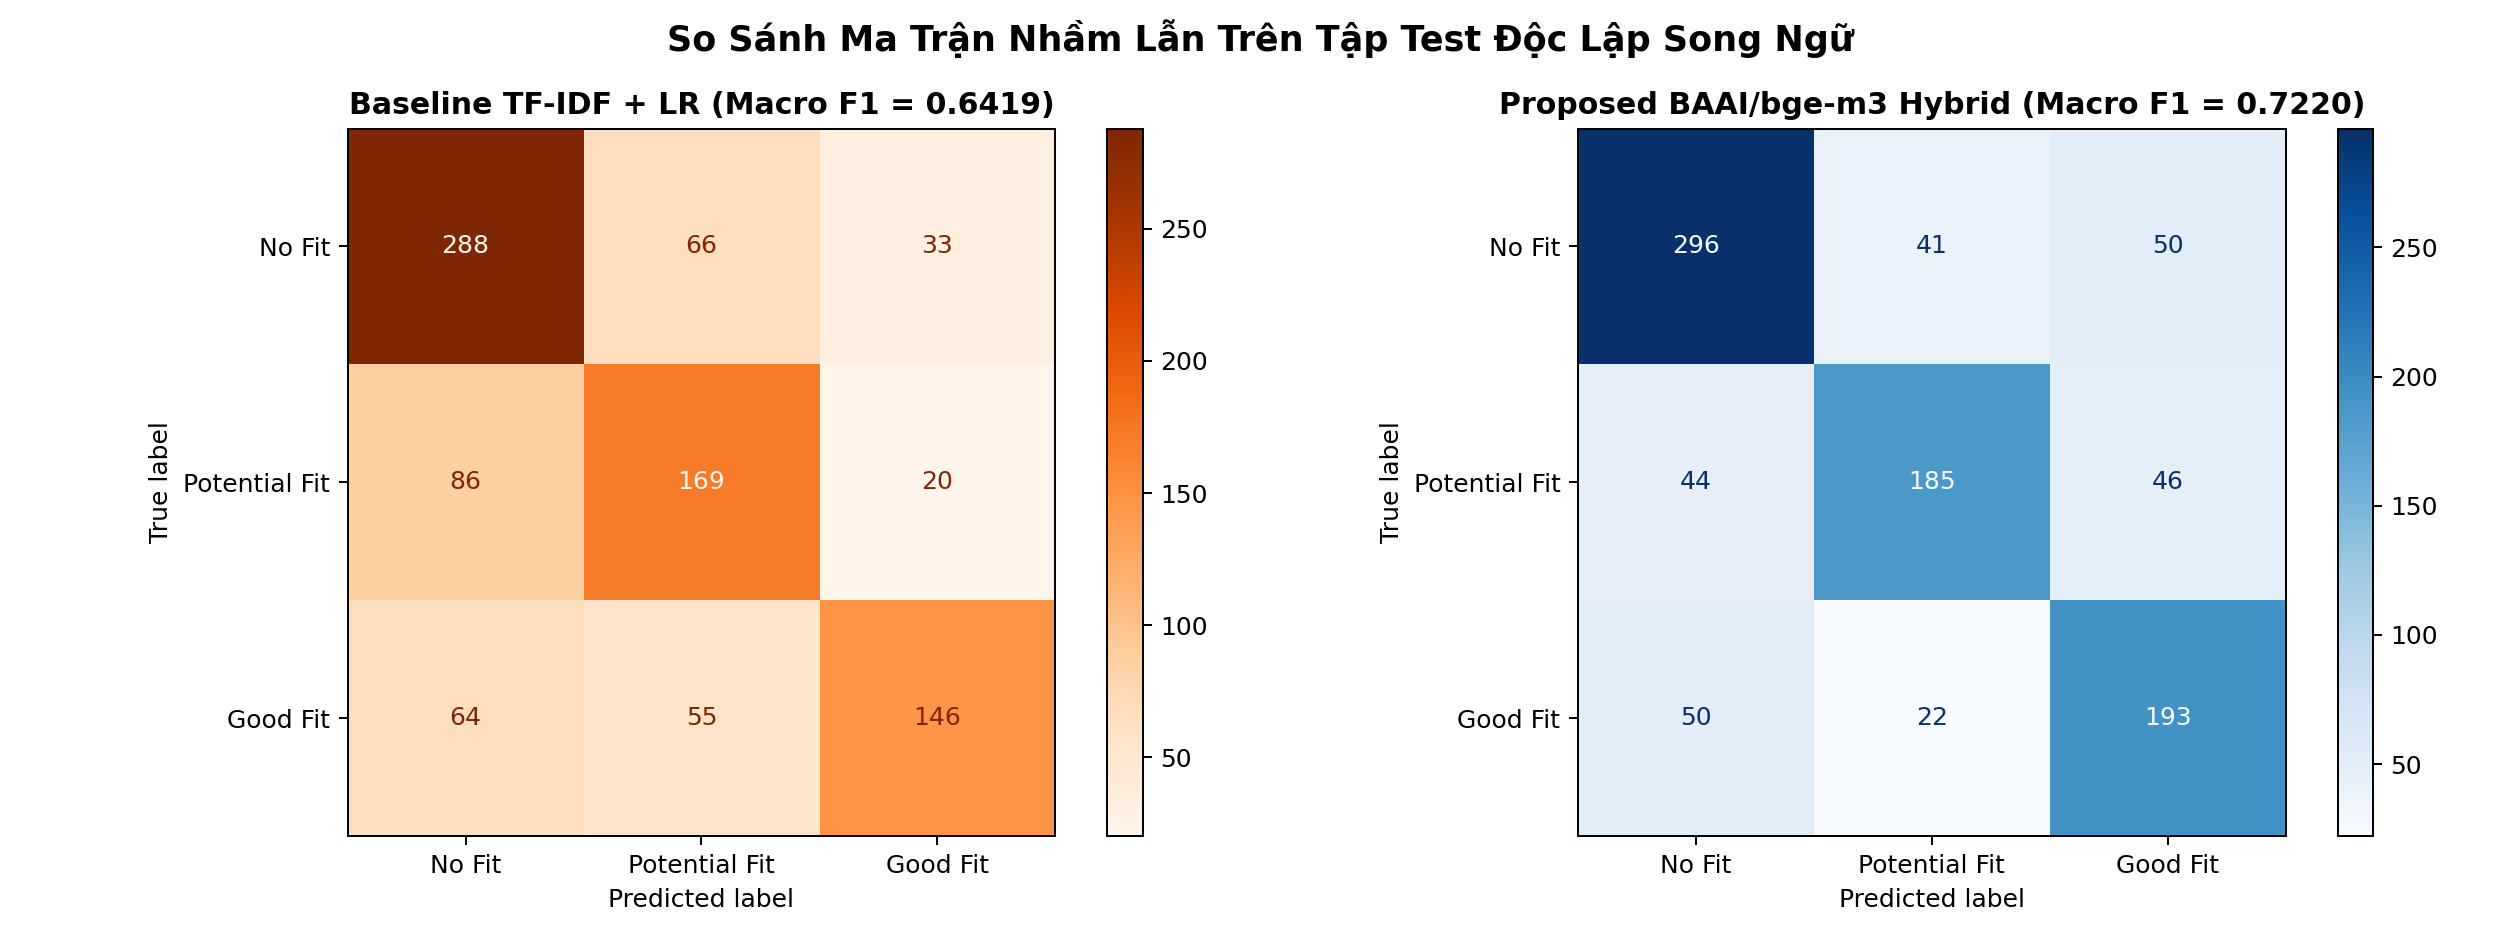 So Sánh Ma Trận Nhầm Lẫn Trên Tập Test Độc Lập Song Ngữ
Baseline TF-IDF + LR (Macro F1 = 0.6419)
No Fit
288
66
33
Potential Fit
86
169
20
Good Fit
64
55
146
True label
No Fit
Potential Fit
Good Fit
Predicted label
250
200
150
100
50
Proposed BAAI/bge-m3 Hybrid (Macro F1 = 0.7220)
No Fit
296
41
50
Potential Fit
44
185
46
Good Fit
50
22
193
True label
No Fit
Potential Fit
Good Fit
Predicted label
250
200
150
100
50